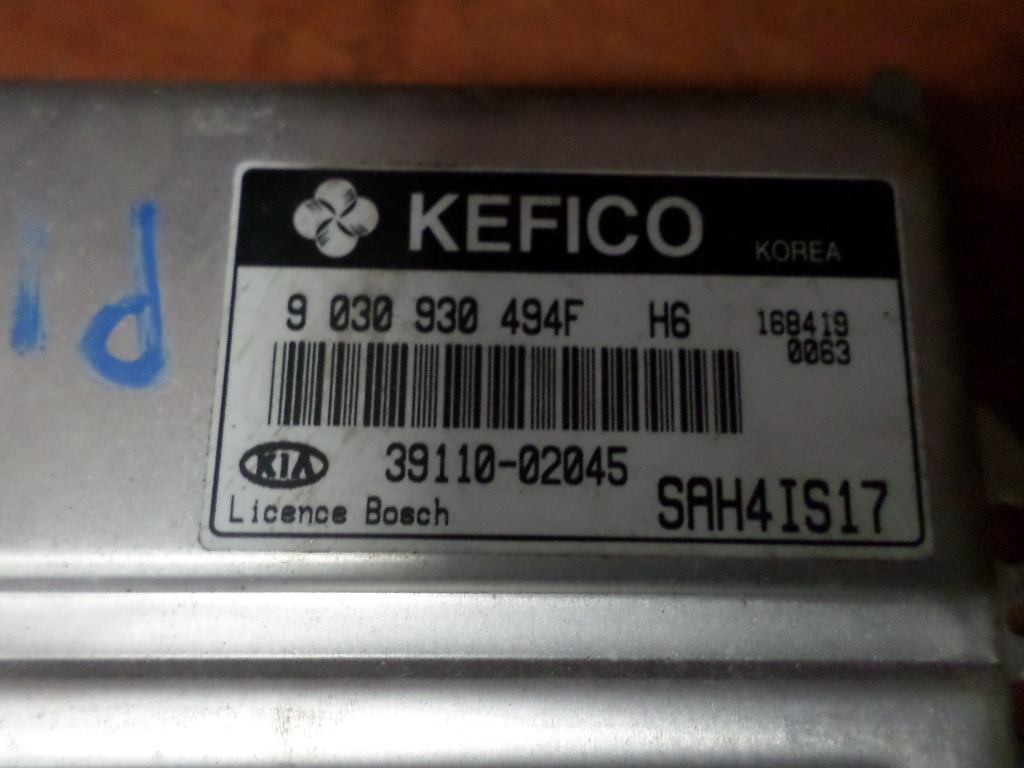 KEFICO KOREA
9 030 930 494F H6 168419
0063
KIA 39110-02045
Licence Bosch SAH4IS17